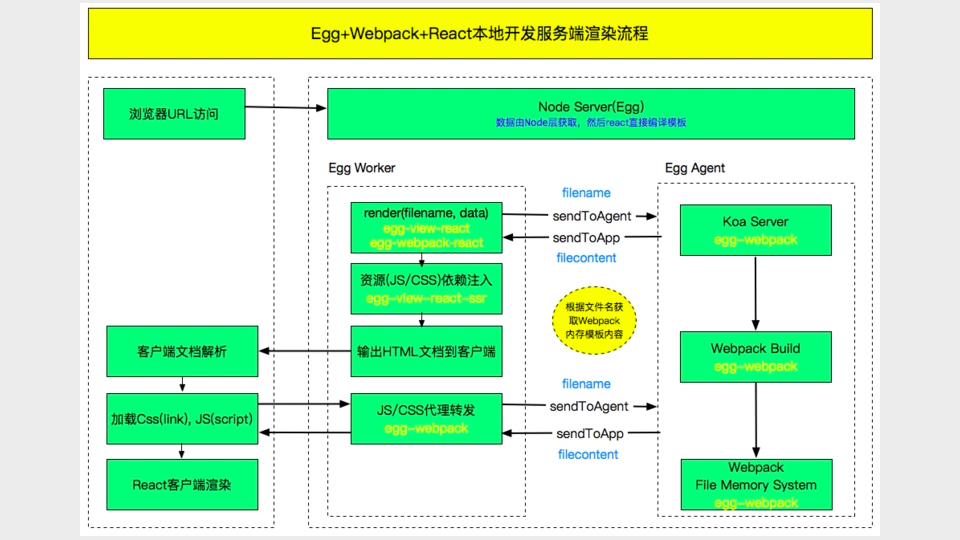 Egg+Webpack+React本地开发服务端渲染流程
浏览器URL访问
Node Server(Egg)
数据由Node层获取，然后react直接编译模板
Egg Worker
Egg Agent
render(filename, data)
egg-view-react
egg-webpack-react
filename
sendToAgent
sendToApp
filecontent
Koa Server
egg-webpack
资源(JS/CSS)依赖注入
egg-view-react-ssr
根据文件名获
取Webpack
内存模板内容
客户端文档解析
输出HTML文档到客户端
Webpack Build
egg-webpack
加载Css(link), JS(script)
JS/CSS代理转发
egg-webpack
filename
sendToAgent
sendToApp
filecontent
React客户端渲染
Webpack
File Memory System
egg-webpack